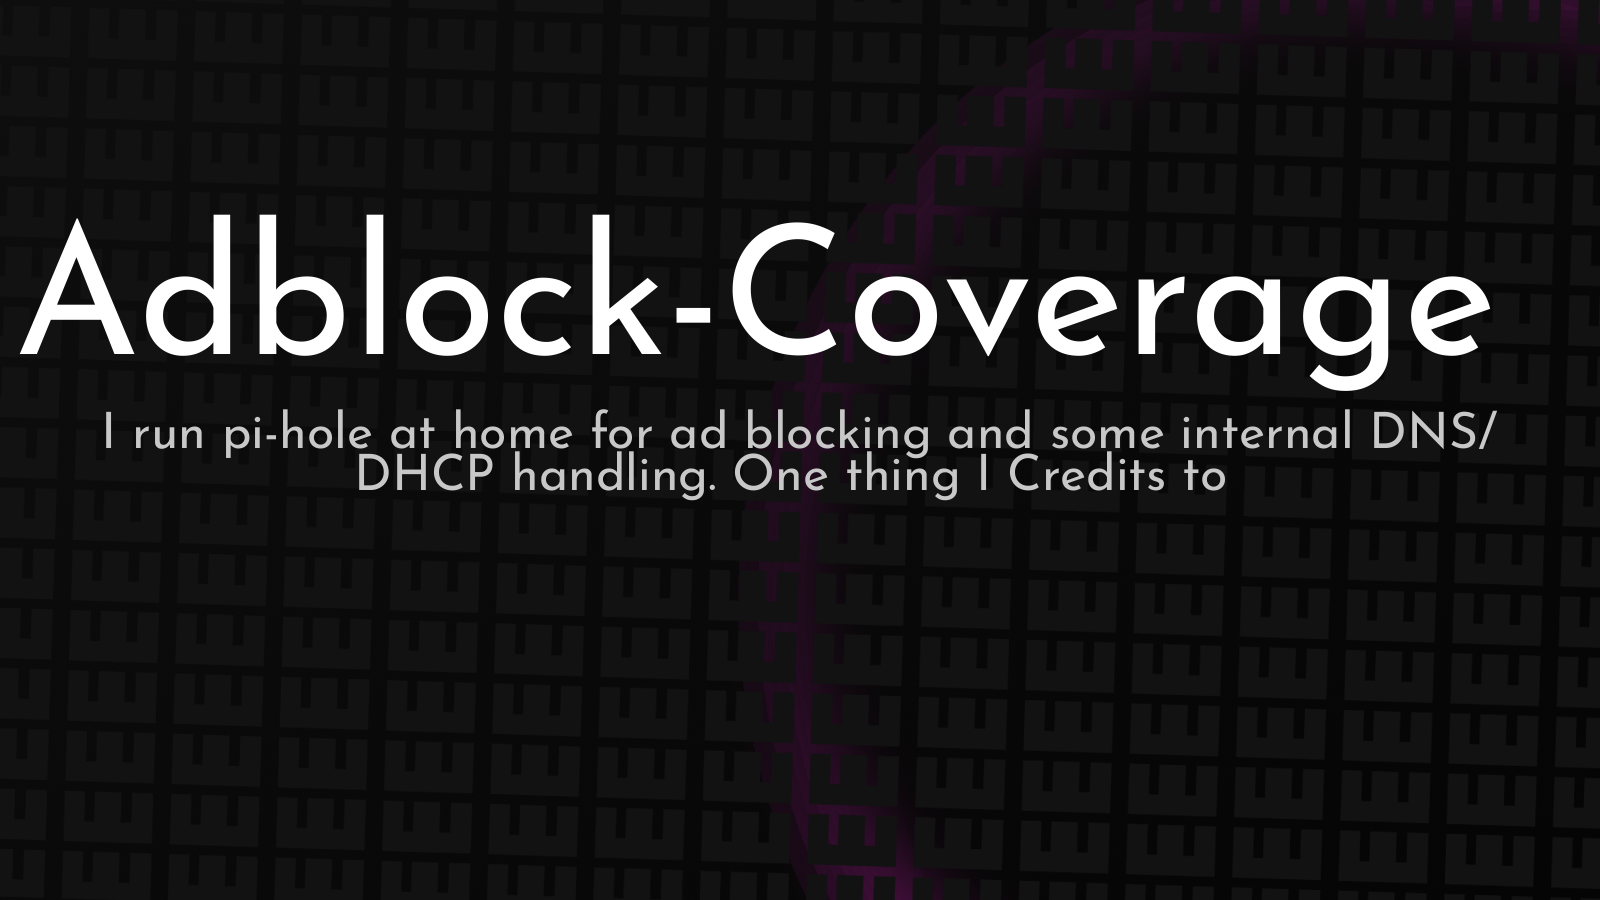 Adblock-Coverage
I run pi-hole at home for ad blocking and some internal DNS/
DHCP handling. One thing I Credits to